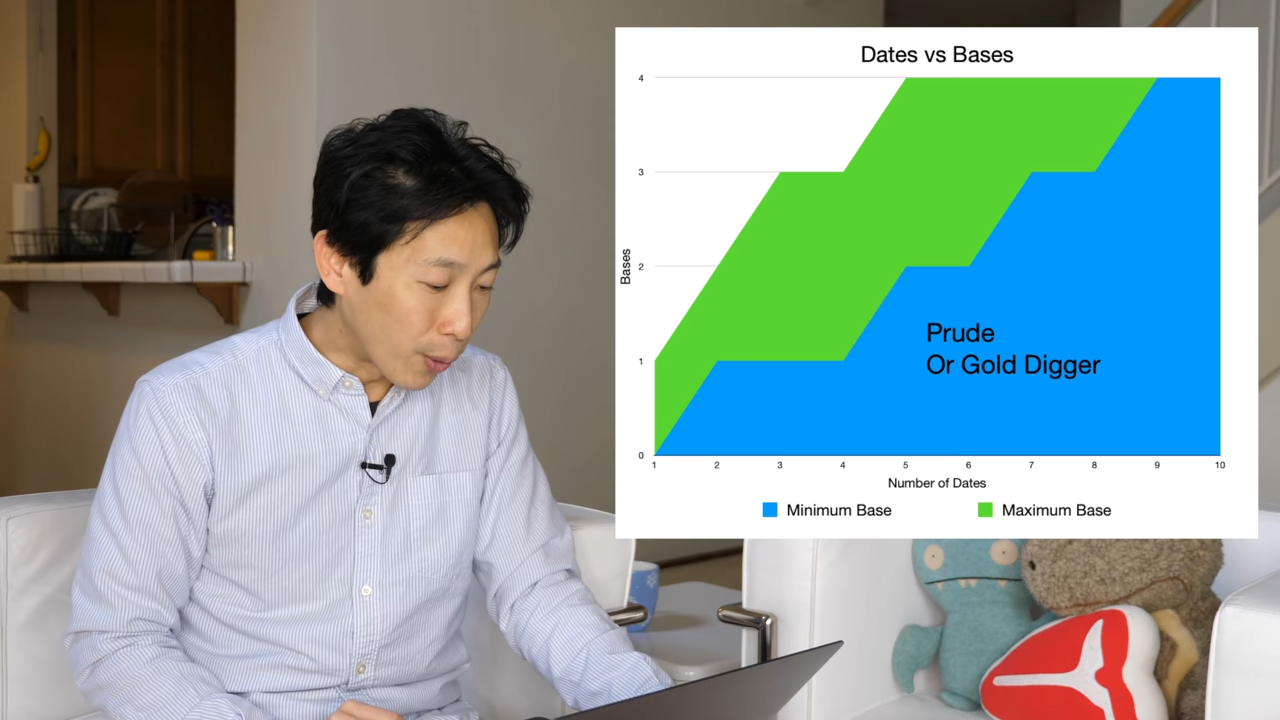 Dates vs Bases
4
3
2
1
0
Bases
Prude
Or Gold Digger
1 2 3 4 5 6 7 8 9 10
Number of Dates
Minimum Base Maximum Base